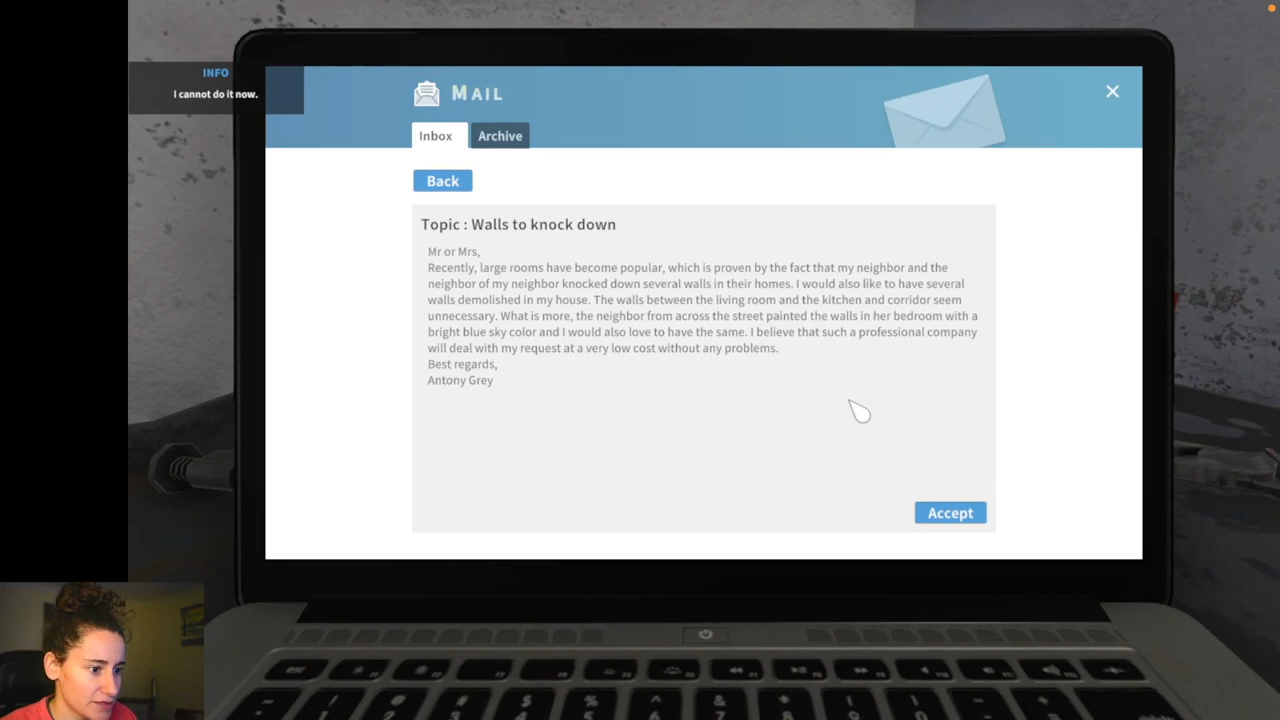 INFO
I cannot do it now.
MAIL
Inbox
Archive
Back
Topic : Walls to knock down
Mr or Mrs,
Recently, large rooms have become popular, which is proven by the fact that my neighbor and the
neighbor of my neighbor knocked down several walls in their homes. I would also like to have several
walls demolished in my house. The walls between the living room and the kitchen and corridor seem
unnecessary. What is more, the neighbor from across the street painted the walls in her bedroom with a
bright blue sky color and I would also love to have the same. I believe that such a professional company
will deal with my request at a very low cost without any problems.
Best regards,
Antony Grey
Accept